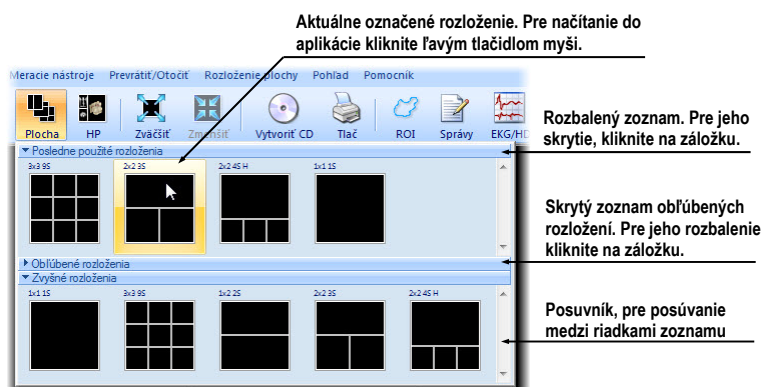 Aktuálne označené rozloženie. Pre načítanie do
aplikácie kliknite ľavým tlačidlom myši.
Meracie nástroje Prevrátiť/Otočiť Rozloženie plochy Pohľad Pomocník
Plocha HP Zväčšiť Zmenšiť Vytvoriť CD Tlač ROI Správy EKG/HD
Posledne použité rozloženia
3x3 9S 2x2 3S 2x2 4S H 1x1 1S
Obľúbené rozloženia
Zvyšné rozloženia
1x1 1S 3x3 9S 1x2 2S 2x2 3S 2x2 4S H
Rozbalený zoznam. Pre jeho
skrytie, kliknite na záložku.
Skrytý zoznam obľúbených
rozložení. Pre jeho rozbalenie
kliknite na záložku.
Posuvník, pre posúvanie
medzi riadkami zoznamu